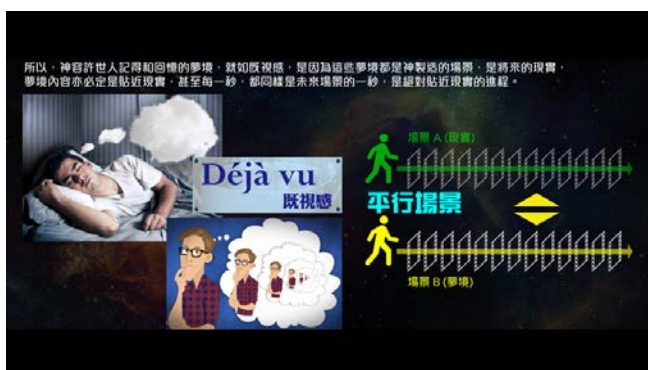 所以，神容許世人記得和回憶的夢境，就如既視感，是因為這些夢境都是神製造的場景，是將來的現實，
夢境內容亦必定是貼近現實，甚至每一秒，都同樣是未來場景的一秒，是絕對貼近現實的進程。
Déjà vu
既視感
場景 A (現實)
平行場景
場景 B (夢境)